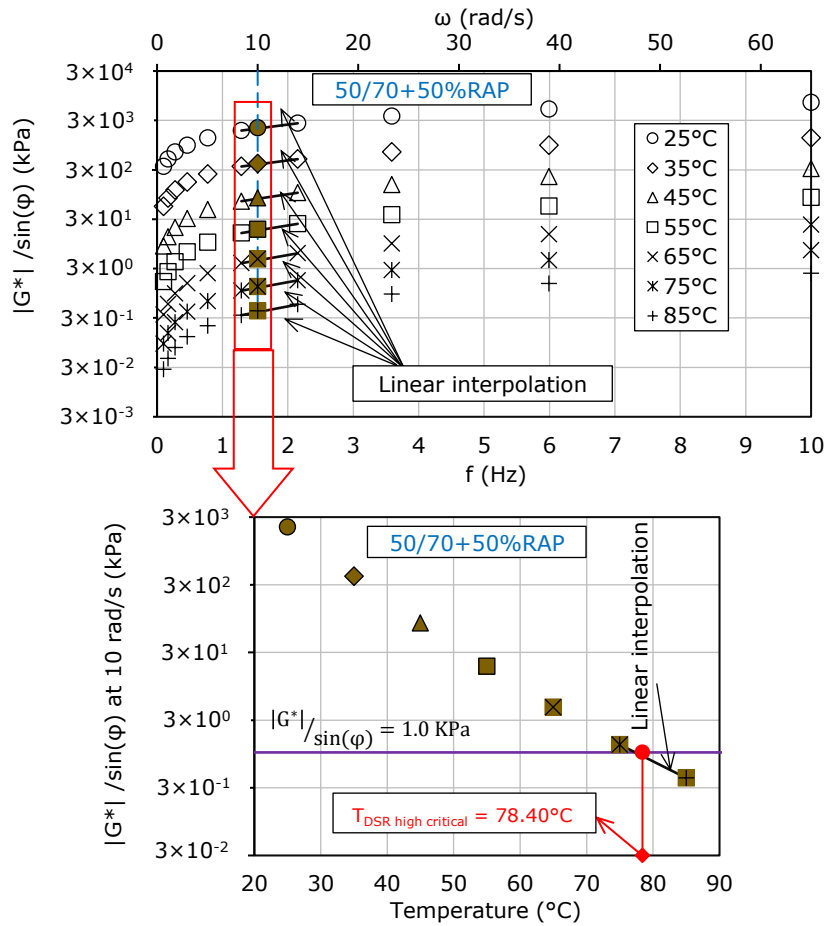 ω (rad/s)
0 10 20 30 40 50 60
|G*| /sin(φ) (kPa)
3×10⁴
3×10³
3×10²
3×10¹
3×10⁰
3×10⁻¹
3×10⁻²
3×10⁻³
50/70+50%RAP
25°C
35°C
45°C
55°C
65°C
75°C
85°C
Linear interpolation
0 1 2 3 4 5 6 7 8 9 10
f (Hz)
|G*| /sin(φ) at 10 rad/s (kPa)
3×10³
3×10²
3×10¹
3×10⁰
3×10⁻¹
3×10⁻²
50/70+50%RAP
Linear interpolation
|G*|/sin(φ) = 1.0 KPa
T_DSR high critical = 78.40°C
20 30 40 50 60 70 80 90
Temperature (°C)